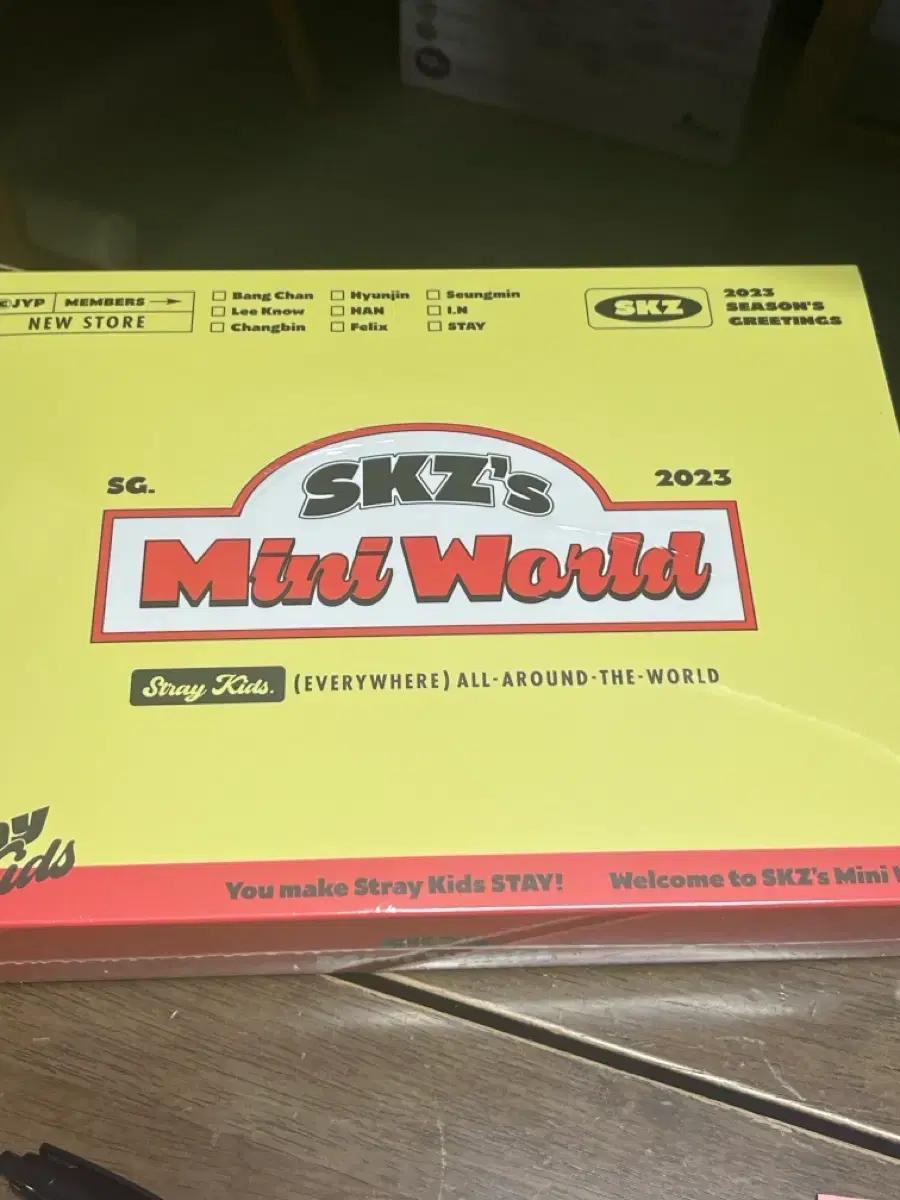 ©JYP MEMBERS
NEW STORE
Bang Chan Hyunjin Seungmin
Lee Know HAN I.N
Changbin Felix STAY
SKZ
2023
SEASON'S
GREETINGS
SG.
SKZ's
2023
Mini World
Stray Kids. (EVERYWHERE) ALL-AROUND-THE-WORLD
You make Stray Kids STAY! Welcome to SKZ's Mini